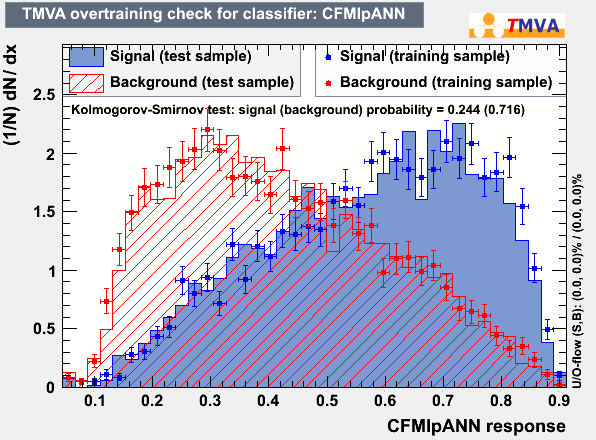 TMVA overtraining check for classifier: CFMlpANN
TMVA
(1/N) dN / dx
Signal (test sample)
Background (test sample)
Signal (training sample)
Background (training sample)
Kolmogorov-Smirnov test: signal (background) probability = 0.244 (0.716)
2.5
2
1.5
1
0.5
0
0.1 0.2 0.3 0.4 0.5 0.6 0.7 0.8 0.9
CFMlpANN response
U/O-flow (S,B): (0.0, 0.0)% / (0.0, 0.0)%